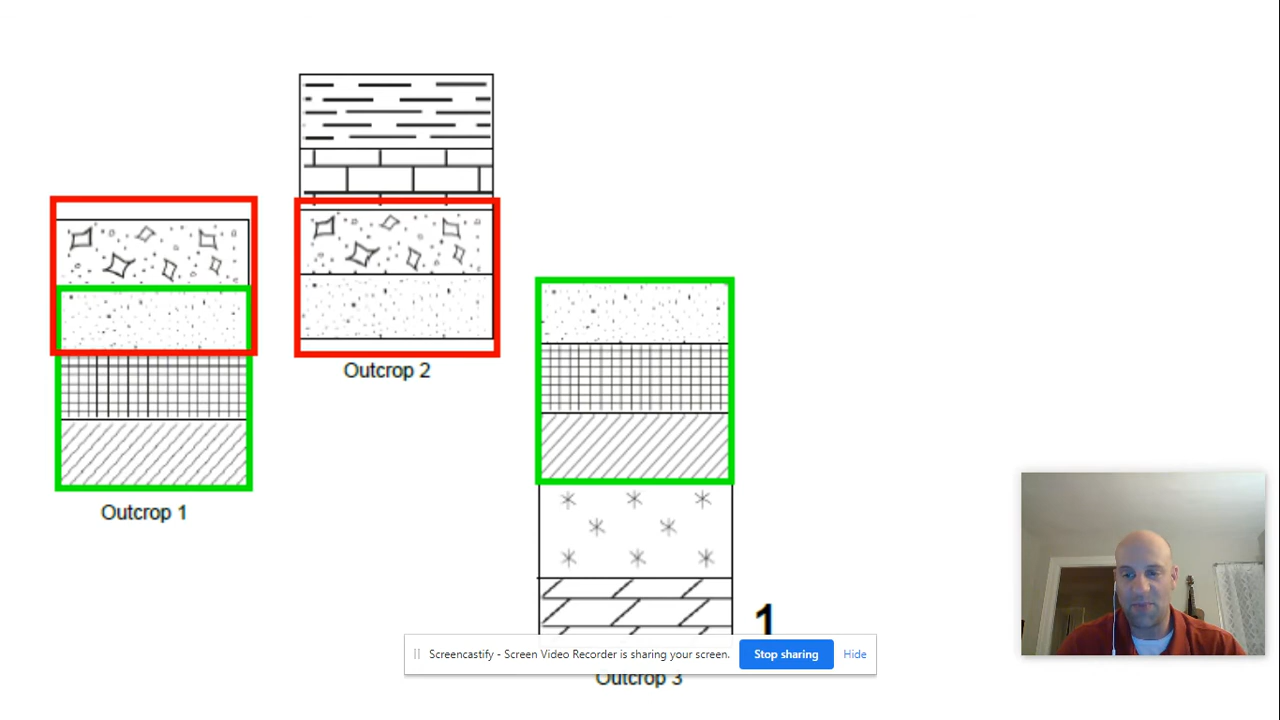 Outcrop 2
Outcrop 1
1
Screencastify - Screen Video Recorder is sharing your screen.
Stop sharing
Hide
Outcrop 3